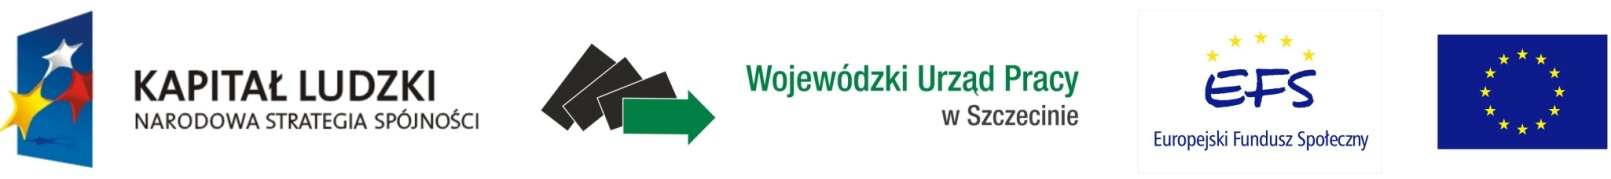 KAPITAŁ LUDZKI
NARODOWA STRATEGIA SPÓJNOŚCI
Wojewódzki Urząd Pracy
w Szczecinie
EFS
Europejski Fundusz Społeczny